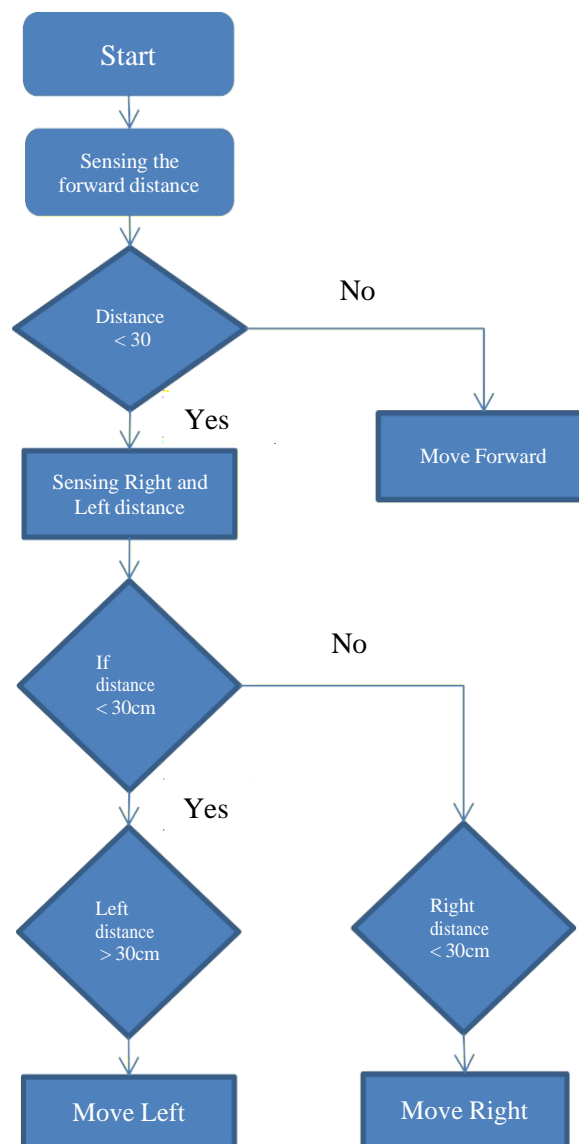 Start
Sensing the
forward distance
Distance
< 30
No
Yes
Move Forward
Sensing Right and
Left distance
If
distance
< 30cm
No
Yes
Left
distance
> 30cm
Right
distance
< 30cm
Move Left
Move Right